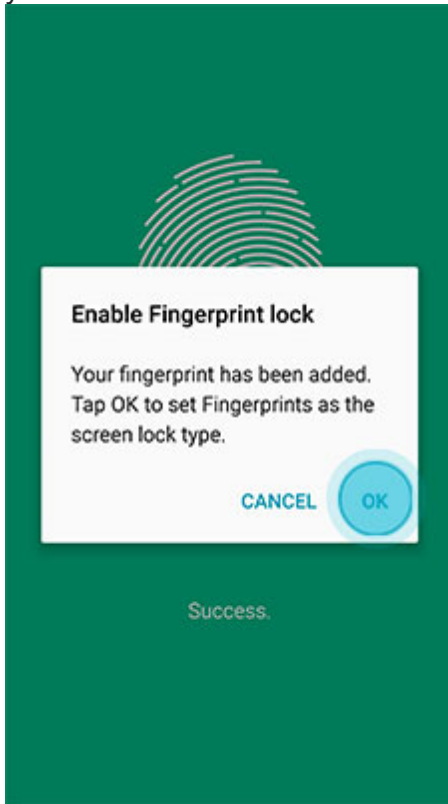 Enable Fingerprint lock
Your fingerprint has been added.
Tap OK to set Fingerprints as the
screen lock type.
CANCEL OK
Success.